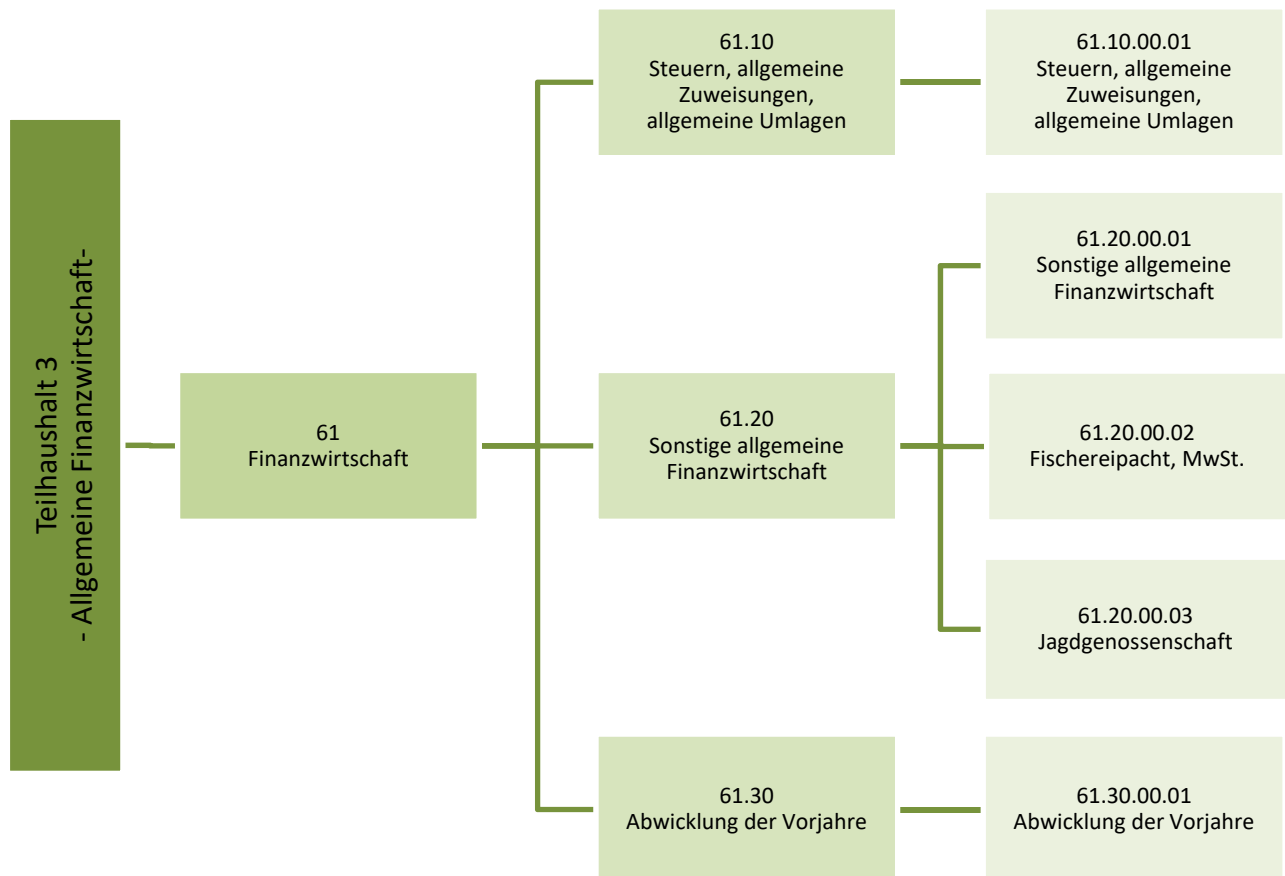 Teilhaushalt 3
- Allgemeine Finanzwirtschaft-
61
Finanzwirtschaft
61.10
Steuern, allgemeine
Zuweisungen,
allgemeine Umlagen
61.10.00.01
Steuern, allgemeine
Zuweisungen,
allgemeine Umlagen
61.20
Sonstige allgemeine
Finanzwirtschaft
61.20.00.01
Sonstige allgemeine
Finanzwirtschaft
61.20.00.02
Fischereipacht, MwSt.
61.20.00.03
Jagdgenossenschaft
61.30
Abwicklung der Vorjahre
61.30.00.01
Abwicklung der Vorjahre